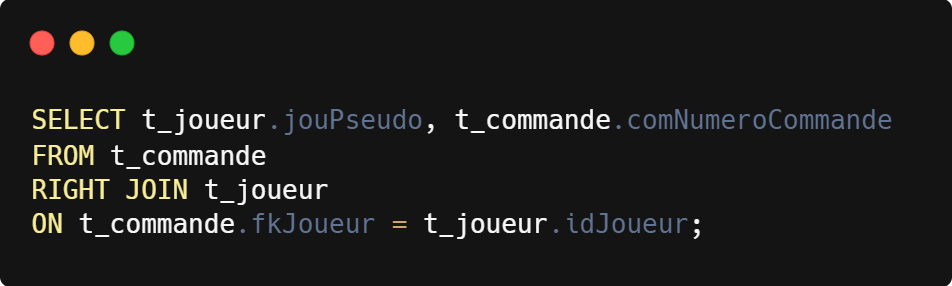 SELECT t_joueur.jouPseudo, t_commande.comNumeroCommande
FROM t_commande
RIGHT JOIN t_joueur
ON t_commande.fkJoueur = t_joueur.idJoueur;